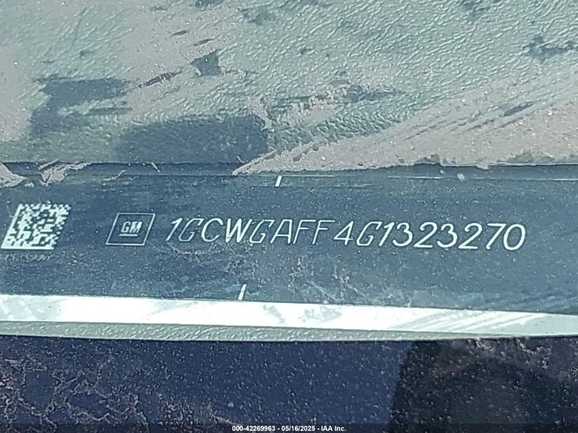 GM 1GCWGAFF4G1323270
000-42269963 - 05/16/2025 - IAA Inc.